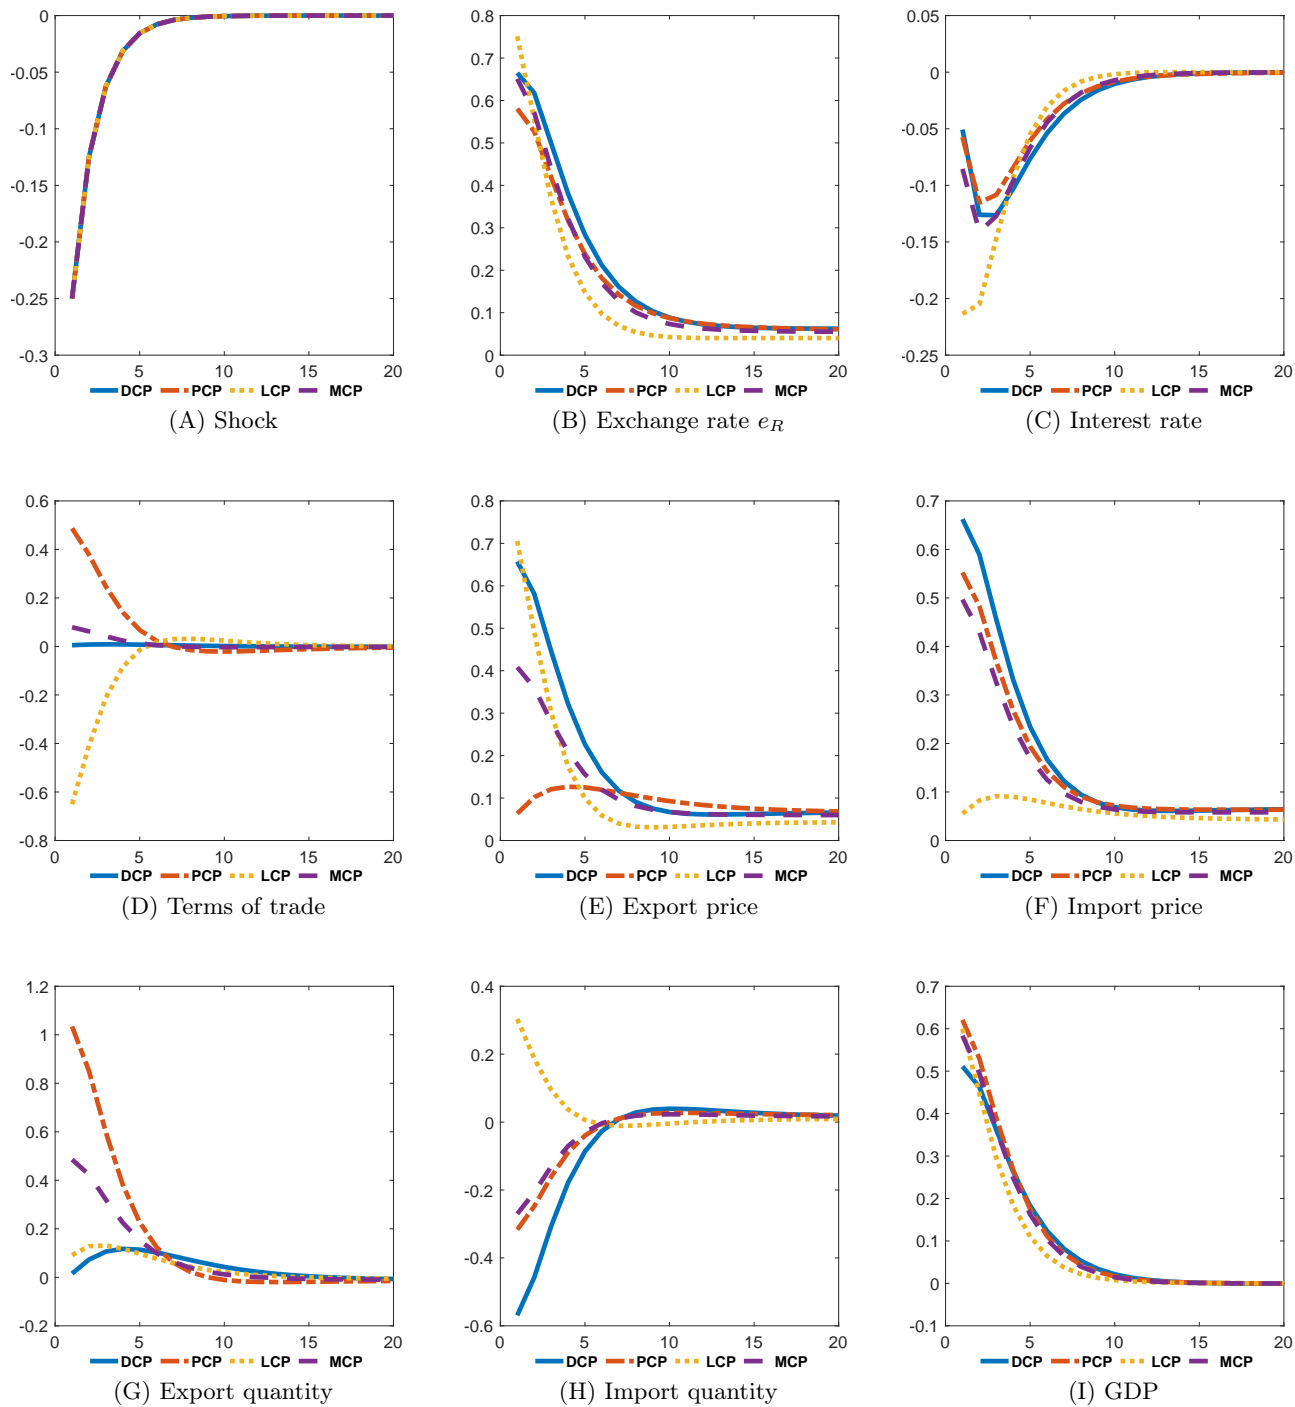 0
-0.05
-0.1
-0.15
-0.2
-0.25
-0.3
0 5 10 15 20
DCP PCP LCP MCP
(A) Shock
0.8
0.7
0.6
0.5
0.4
0.3
0.2
0.1
0
0 5 10 15 20
DCP PCP LCP MCP
(B) Exchange rate e_R
0.05
0
-0.05
-0.1
-0.15
-0.2
-0.25
0 5 10 15 20
DCP PCP LCP MCP
(C) Interest rate
0.6
0.4
0.2
0
-0.2
-0.4
-0.6
-0.8
0 5 10 15 20
DCP PCP LCP MCP
(D) Terms of trade
0.8
0.7
0.6
0.5
0.4
0.3
0.2
0.1
0
0 5 10 15 20
DCP PCP LCP MCP
(E) Export price
0.7
0.6
0.5
0.4
0.3
0.2
0.1
0
0 5 10 15 20
DCP PCP LCP MCP
(F) Import price
1.2
1
0.8
0.6
0.4
0.2
0
-0.2
0 5 10 15 20
DCP PCP LCP MCP
(G) Export quantity
0.4
0.2
0
-0.2
-0.4
-0.6
0 5 10 15 20
DCP PCP LCP MCP
(H) Import quantity
0.7
0.6
0.5
0.4
0.3
0.2
0.1
0
-0.1
0 5 10 15 20
DCP PCP LCP MCP
(I) GDP